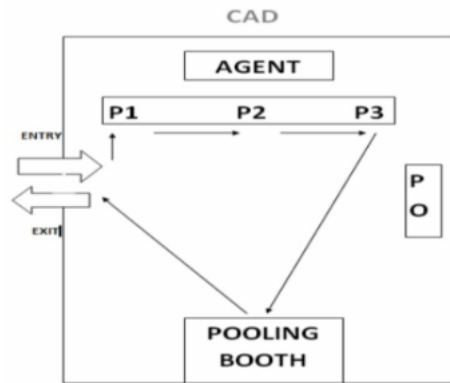 CAD
AGENT
P1 P2 P3
ENTRY
P
O
EXIT
POOLING
BOOTH